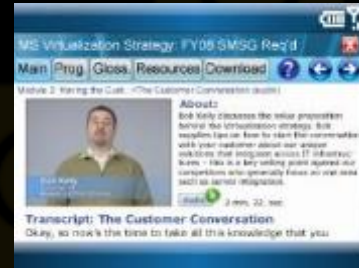 MS Virtualization Strategy: FY08 SMSG Req'd
Main Prog. Gloss. Resources Download
Module 2: Having the Cust. <The Customer Conversation (audio)
About:
Bob Kelly discusses the value proposition
behind the Virtualization strategy. Bob
supplies tips on how to start the conversation
with your customer about our unique
solutions that integrate across IT infrastruc-
tures - this is a key selling point against our
competitors who generally focus on one area
such as server integration.
Bob Kelly
Audio 2 min. 22 sec
Transcript: The Customer Conversation
Okay, so now's the time to take all this knowledge that you